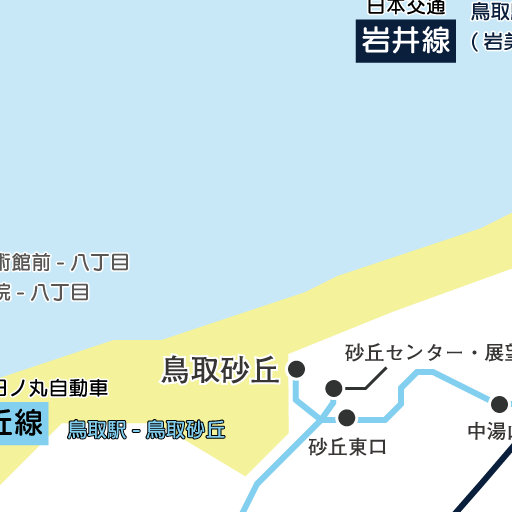 日本交通
岩井線
鳥取
(岩美
術館前 - 八丁目
院 - 八丁目
砂丘センター・展望
鳥取砂丘
日ノ丸自動車
丘線
鳥取駅 - 鳥取砂丘
中湯山
砂丘東口